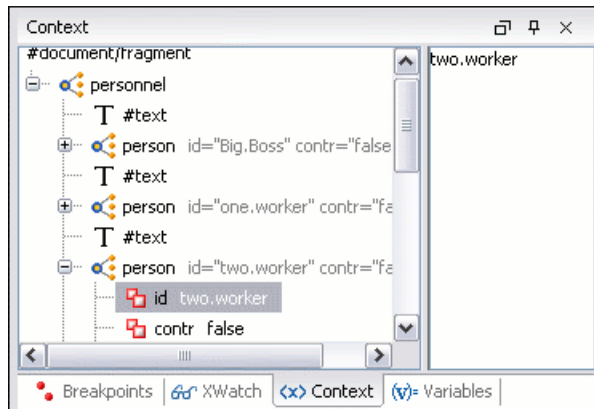 Context
#document/fragment
personnel
T #text
person id="Big.Boss" contr="false
T #text
person id="one.worker" contr="fa
T #text
person id="two.worker" contr="fa
id two.worker
contr false
two.worker
Breakpoints XWatch <x> Context (v)= Variables